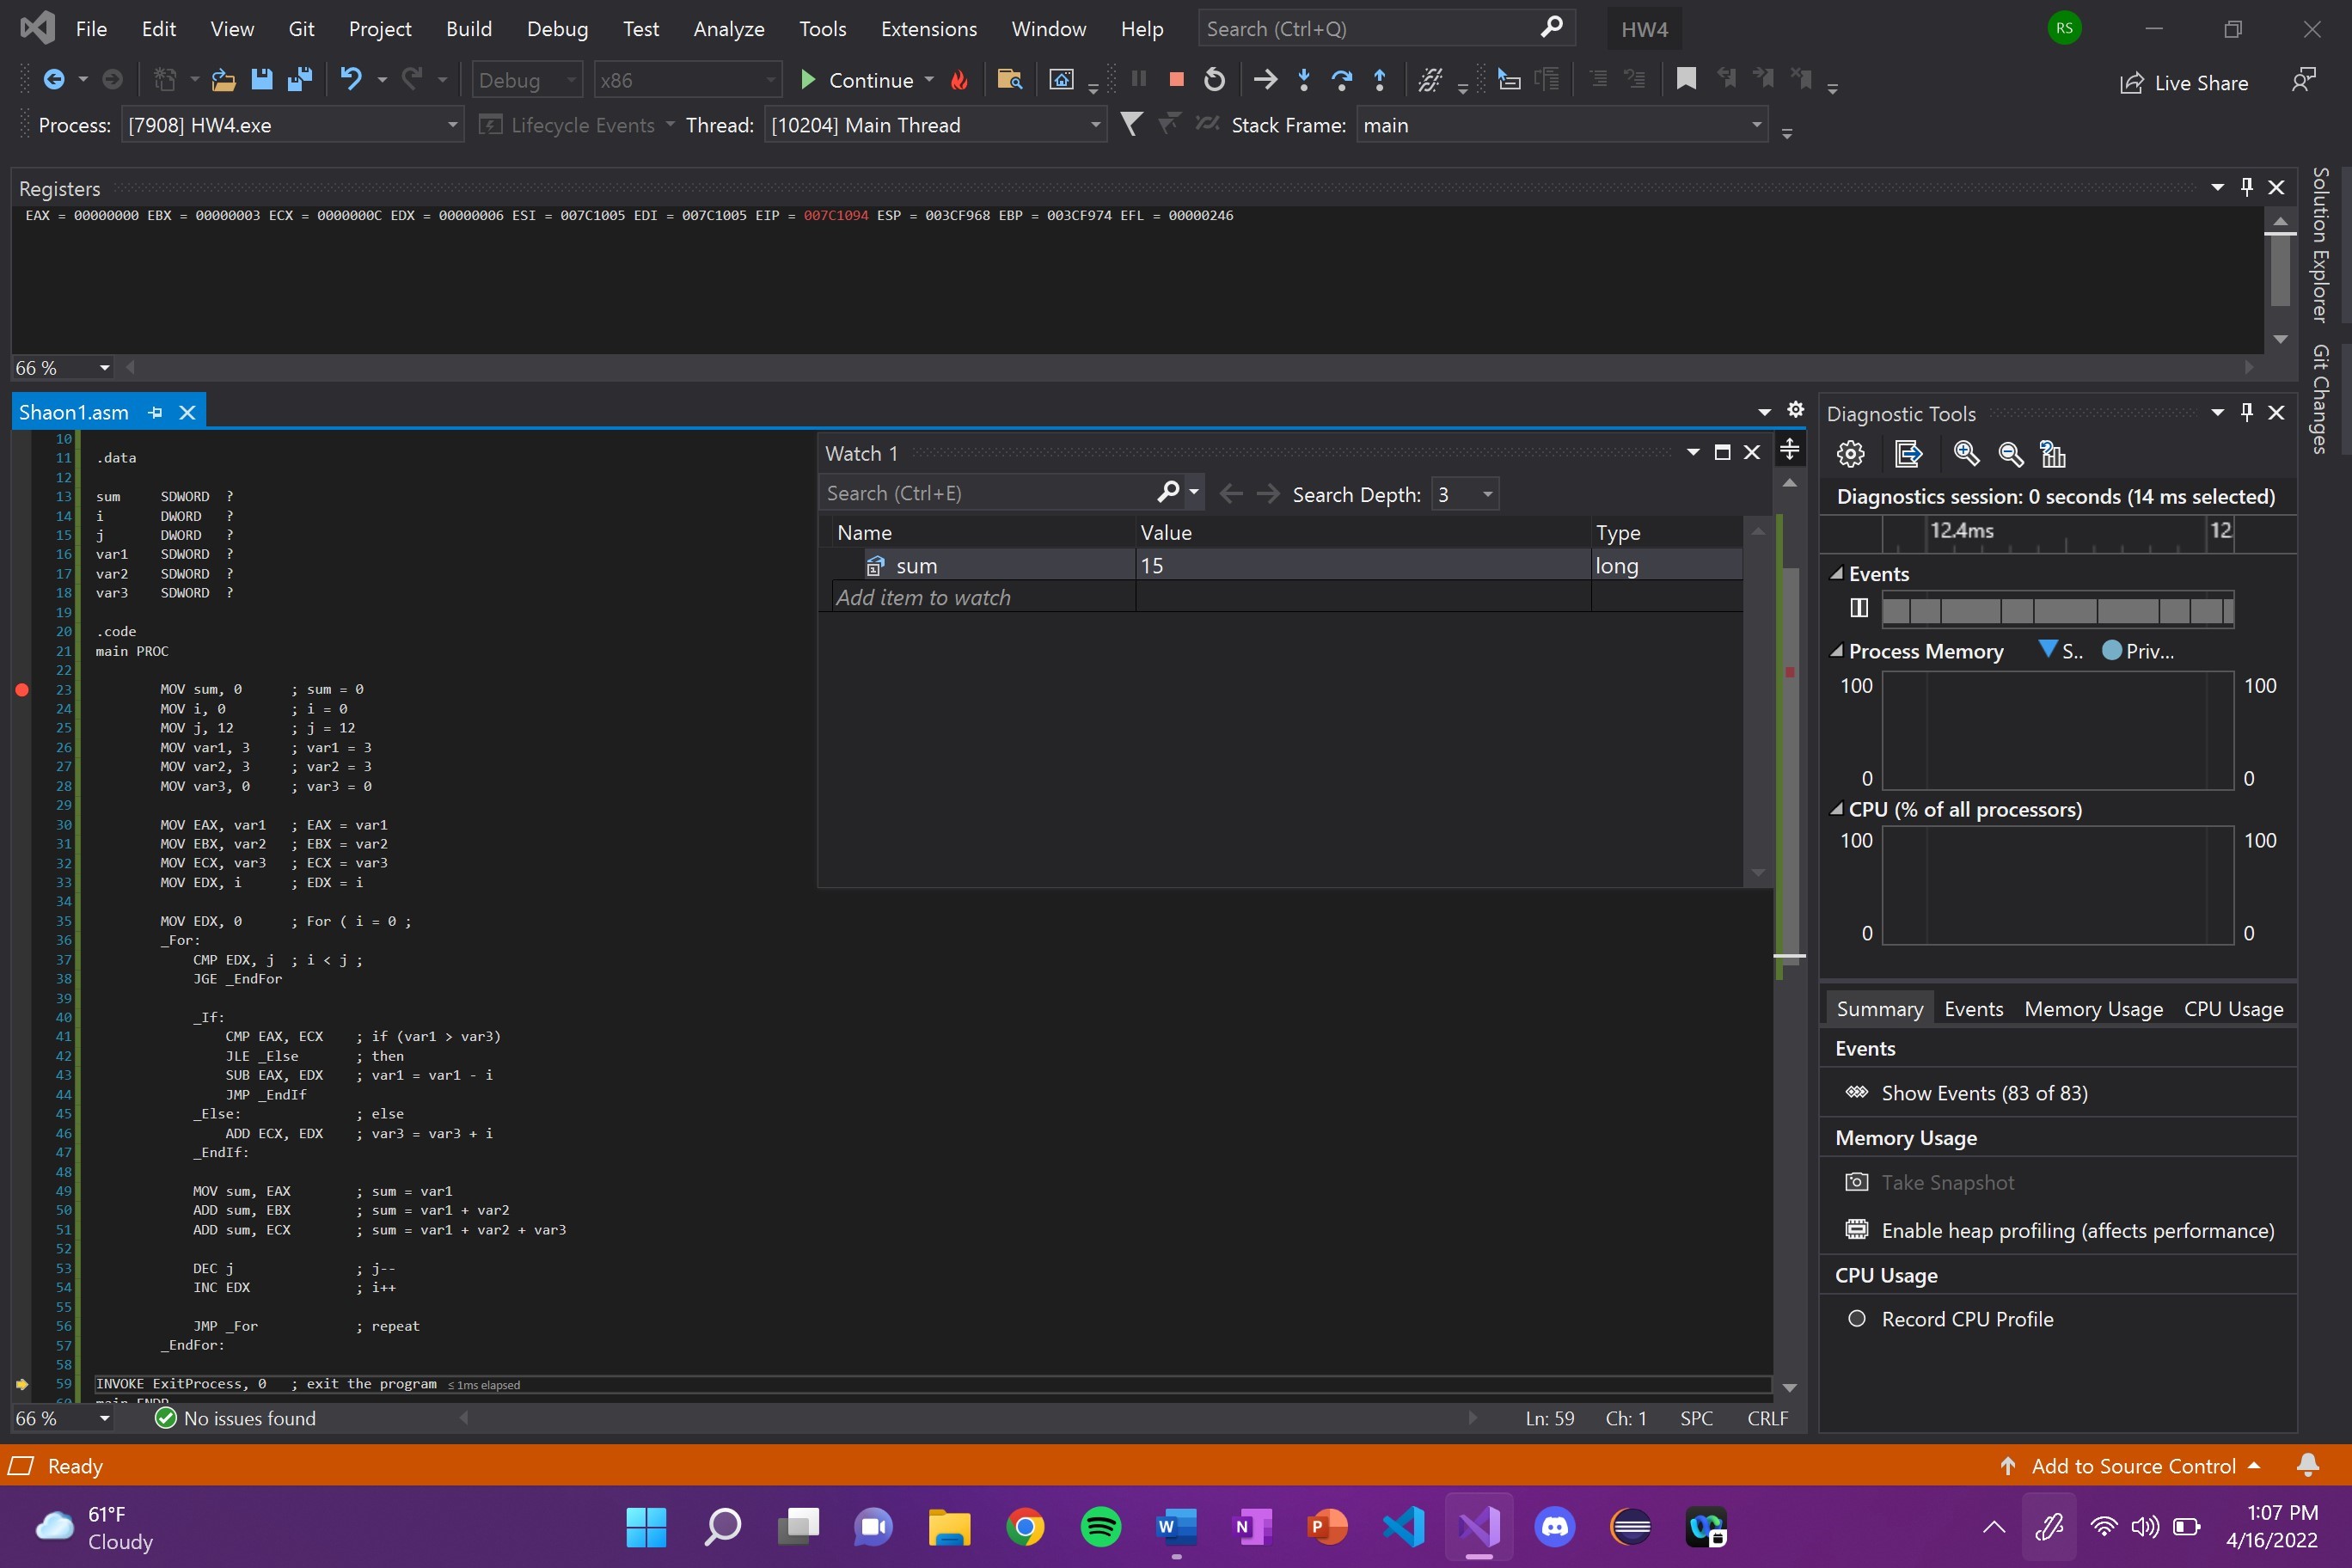 File Edit View Git Project Build Debug Test Analyze Tools Extensions Window Help Search (Ctrl+Q) HW4 RS
Debug x86 Continue Live Share
Process: [7908] HW4.exe Lifecycle Events Thread: [10204] Main Thread Stack Frame: main
Registers
EAX = 00000000 EBX = 00000003 ECX = 0000000C EDX = 00000006 ESI = 007C1005 EDI = 007C1005 EIP = 007C1094 ESP = 003CF968 EBP = 003CF974 EFL = 00000246
66 %
Solution Explorer
Git Changes
Shaon1.asm
10
11 .data
12
13 sum SDWORD ?
14 i DWORD ?
15 j DWORD ?
16 var1 SDWORD ?
17 var2 SDWORD ?
18 var3 SDWORD ?
19
20 .code
21 main PROC
22
23 MOV sum, 0 ; sum = 0
24 MOV i, 0 ; i = 0
25 MOV j, 12 ; j = 12
26 MOV var1, 3 ; var1 = 3
27 MOV var2, 3 ; var2 = 3
28 MOV var3, 0 ; var3 = 0
29
30 MOV EAX, var1 ; EAX = var1
31 MOV EBX, var2 ; EBX = var2
32 MOV ECX, var3 ; ECX = var3
33 MOV EDX, i ; EDX = i
34
35 MOV EDX, 0 ; For ( i = 0 ;
36 _For:
37 CMP EDX, j ; i < j ;
38 JGE _EndFor
39
40 _If:
41 CMP EAX, ECX ; if (var1 > var3)
42 JLE _Else ; then
43 SUB EAX, EDX ; var1 = var1 - i
44 JMP _EndIf
45 _Else: ; else
46 ADD ECX, EDX ; var3 = var3 + i
47 _EndIf:
48
49 MOV sum, EAX ; sum = var1
50 ADD sum, EBX ; sum = var1 + var2
51 ADD sum, ECX ; sum = var1 + var2 + var3
52
53 DEC j ; j--
54 INC EDX ; i++
55
56 JMP _For ; repeat
57 _EndFor:
58
59 INVOKE ExitProcess, 0 ; exit the program ≤ 1ms elapsed
60 main ENDP
66 % No issues found Ln: 59 Ch: 1 SPC CRLF
Watch 1
Search (Ctrl+E) Search Depth: 3
Name Value Type
sum 15 long
Add item to watch
Diagnostic Tools
Diagnostics session: 0 seconds (14 ms selected)
12.4ms 12
Events
Process Memory S.. Priv...
100 100
0 0
CPU (% of all processors)
100 100
0 0
Summary Events Memory Usage CPU Usage
Events
Show Events (83 of 83)
Memory Usage
Take Snapshot
Enable heap profiling (affects performance)
CPU Usage
Record CPU Profile
Ready Add to Source Control
61°F
Cloudy
1:07 PM
4/16/2022